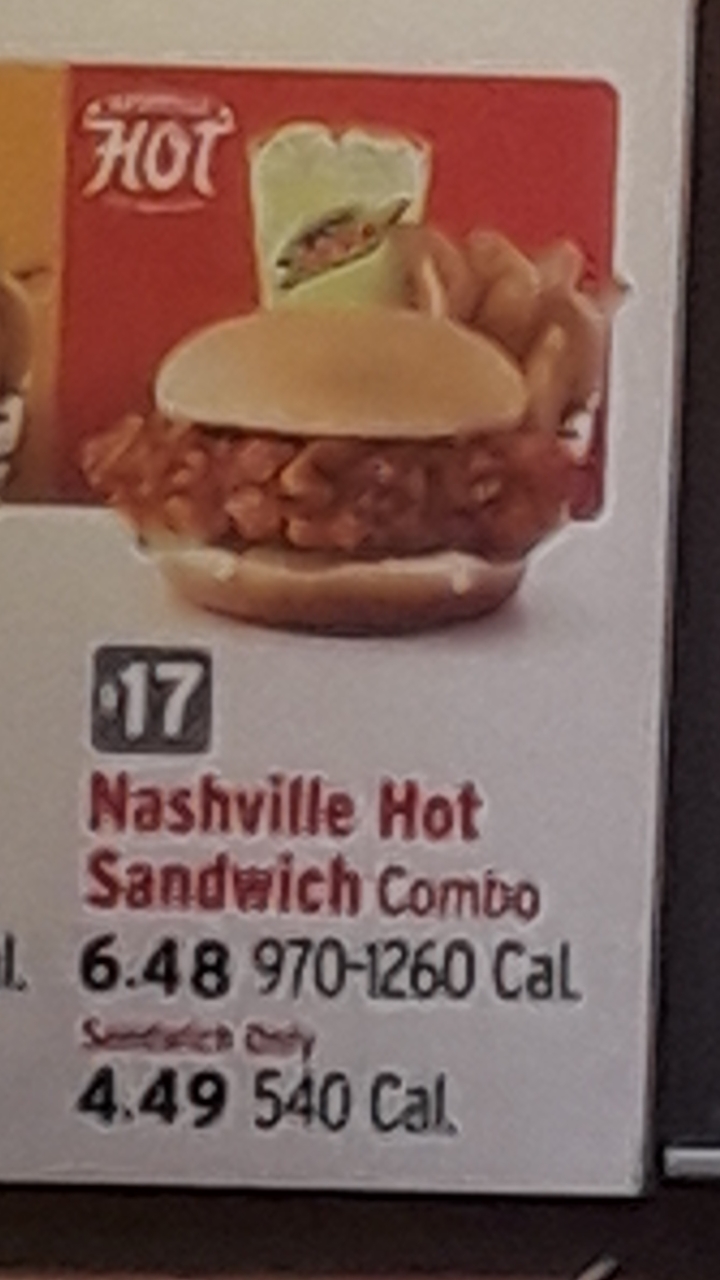 HOT
17
Nashville Hot
Sandwich Combo
l. 6.48 970-1260 Cal.
Sandwich Only
4.49 540 Cal.